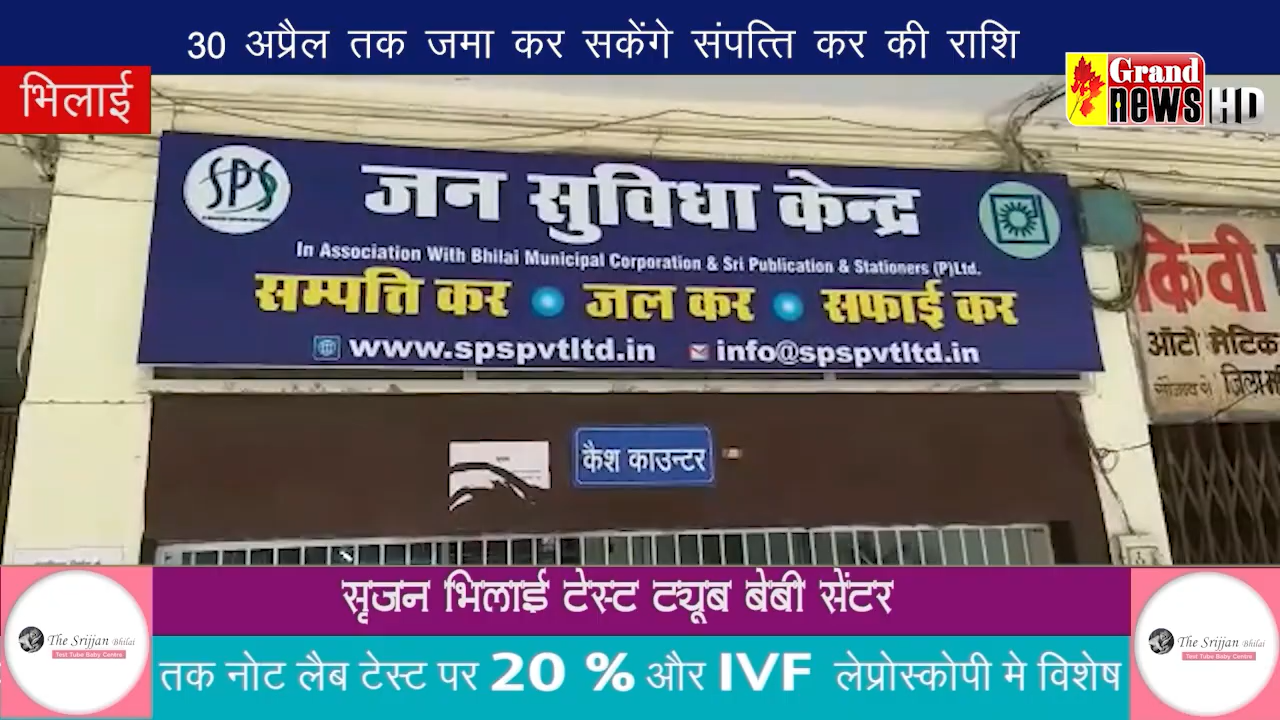 30 अप्रैल तक जमा कर सकेंगे संपत्ति कर की राशि
भिलाई
Grand news HD
SPS
जन सुविधा केन्द्र
In Association With Bhilai Municipal Corporation & Sri Publication & Stationers (P)Ltd.
सम्पत्ति कर • जल कर • सफाई कर
www.spspvtltd.in info@spspvtltd.in
किवी
ऑटो मेटिक
कैश काउन्टर
सृजन भिलाई टेस्ट ट्यूब बेबी सेंटर
The Srijjan Bhilai
Test Tube Baby Centre
तक नोट लैब टेस्ट पर 20 % और IVF लेप्रोस्कोपी मे विशेष
The Srijjan Bhilai
Test Tube Baby Centre